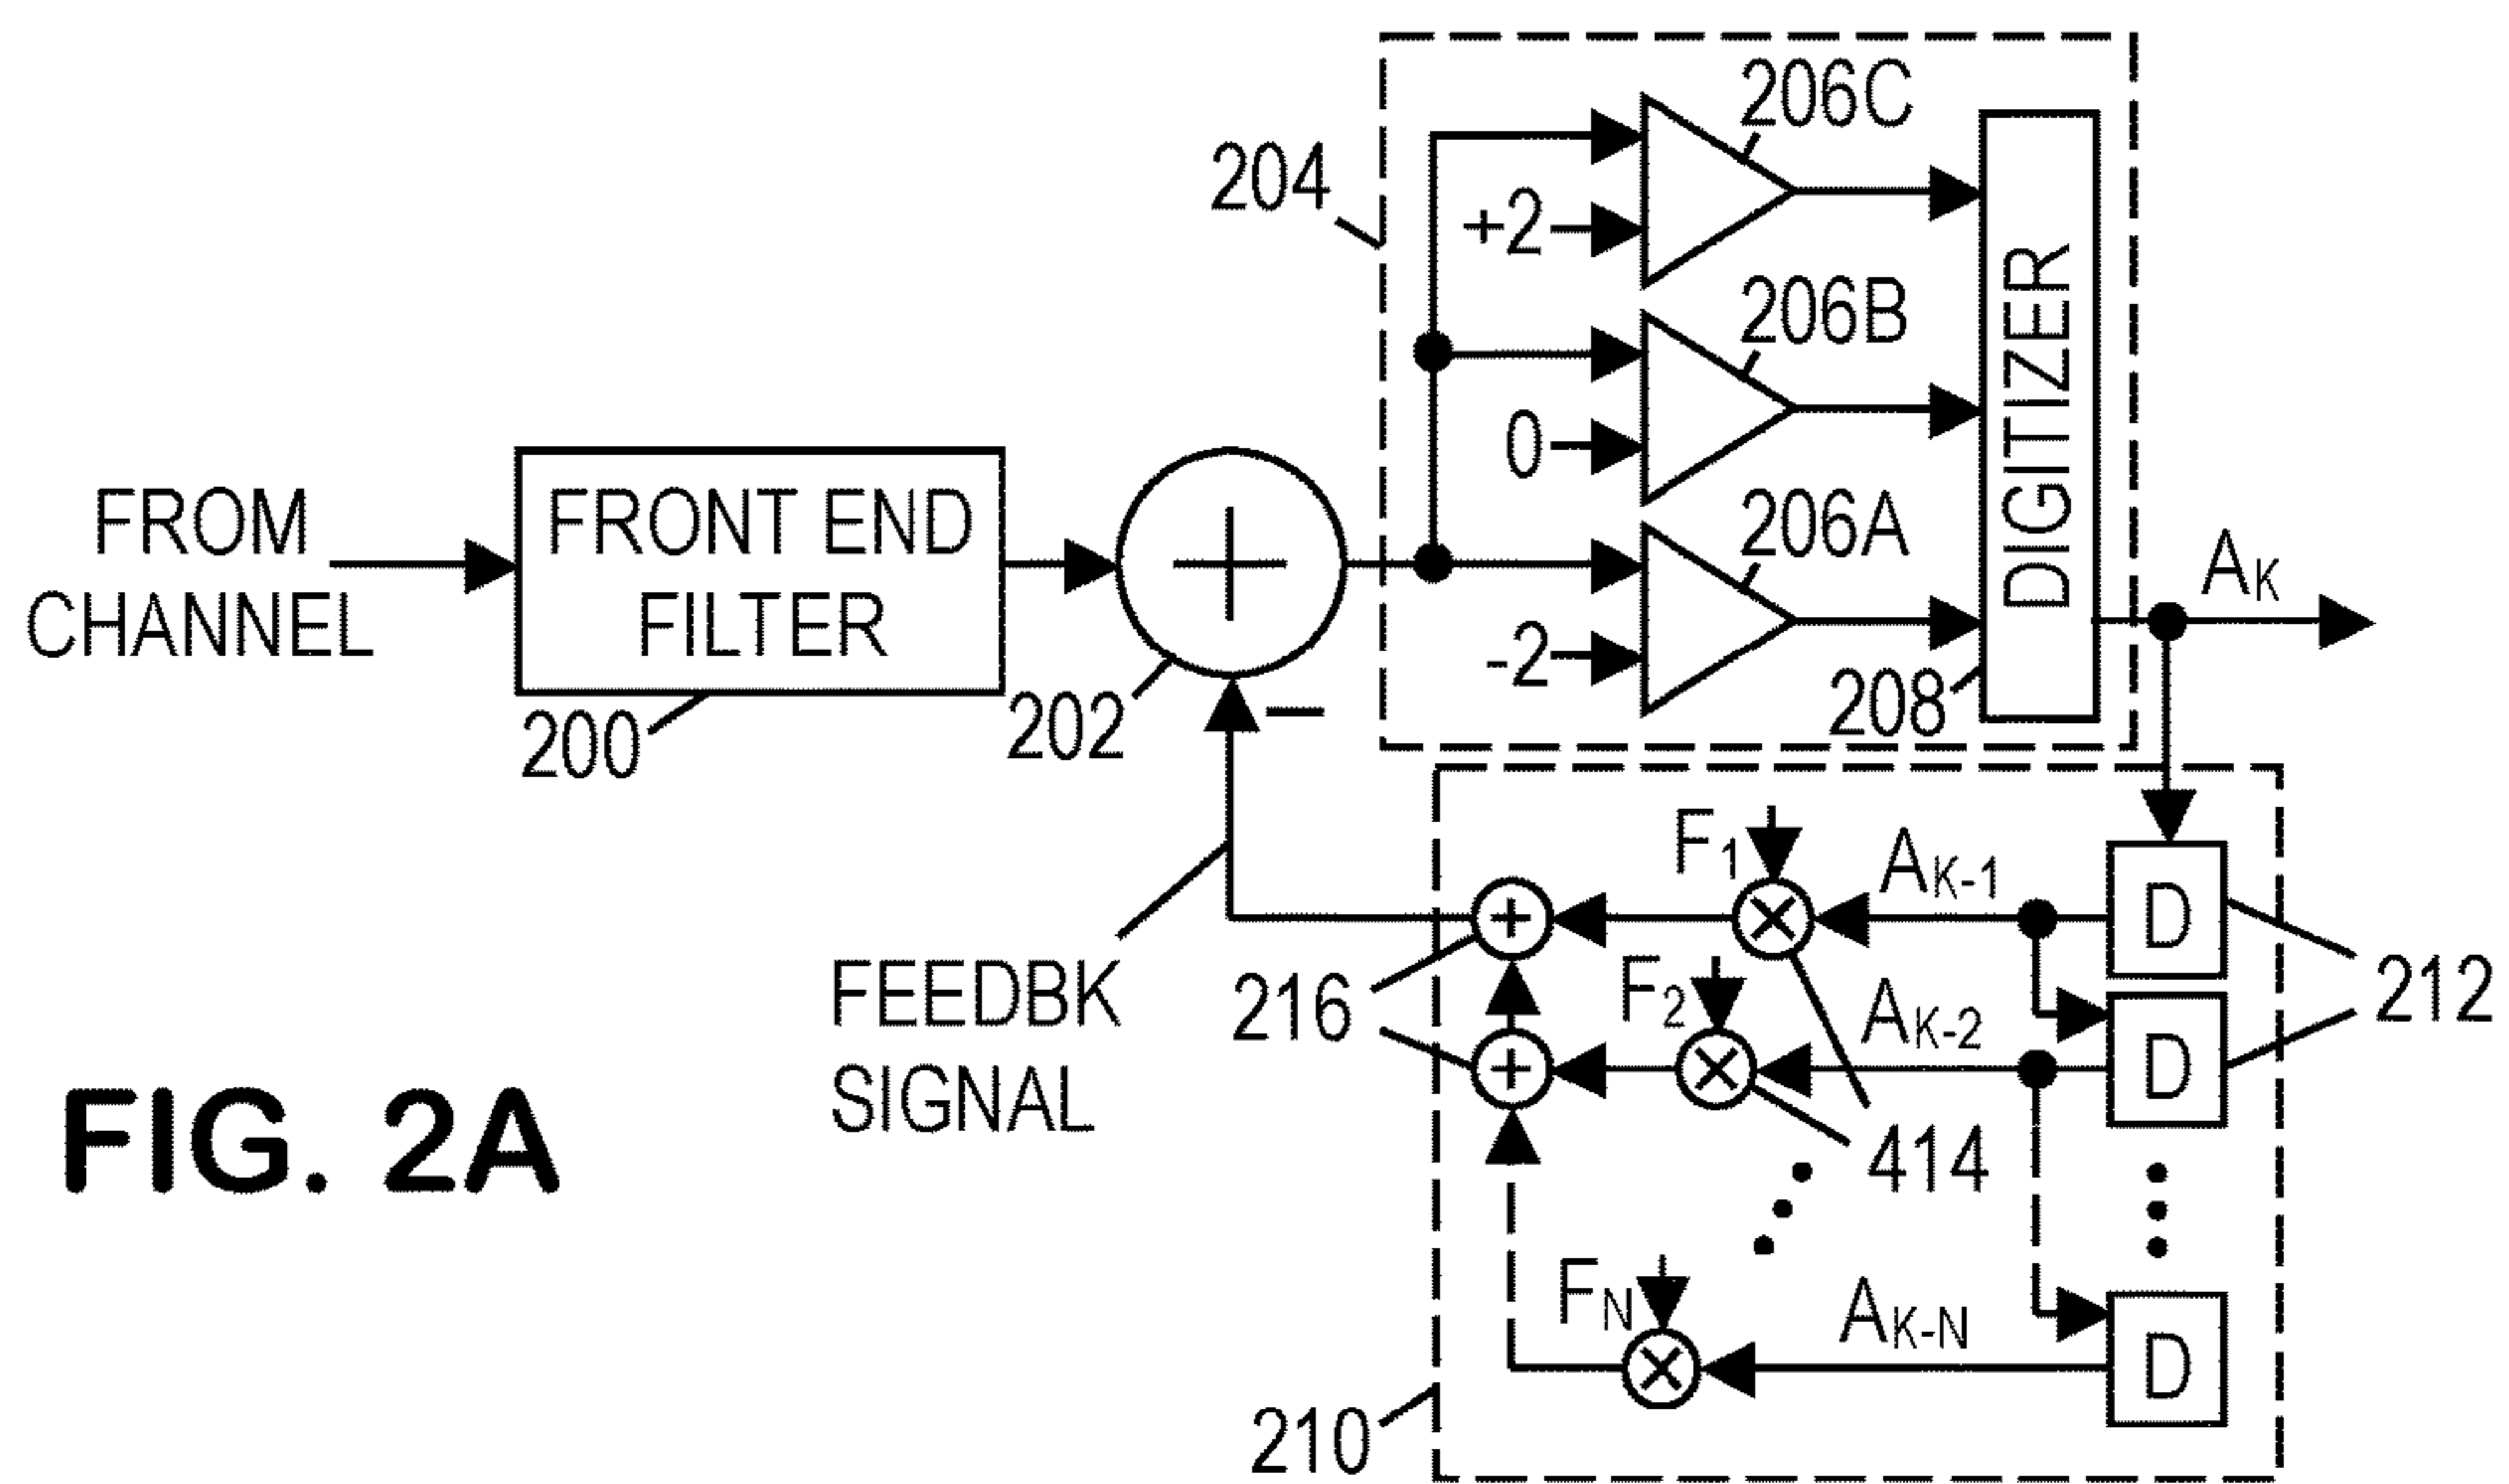 206C
204
+2
206B
0
206A
-2
DIGITIZER
208
FROM
CHANNEL
FRONT END
FILTER
200
202
AK
F1
AK-1
D
212
F2
AK-2
D
216
414
FEEDBK
SIGNAL
FN
AK-N
D
210
FIG. 2A